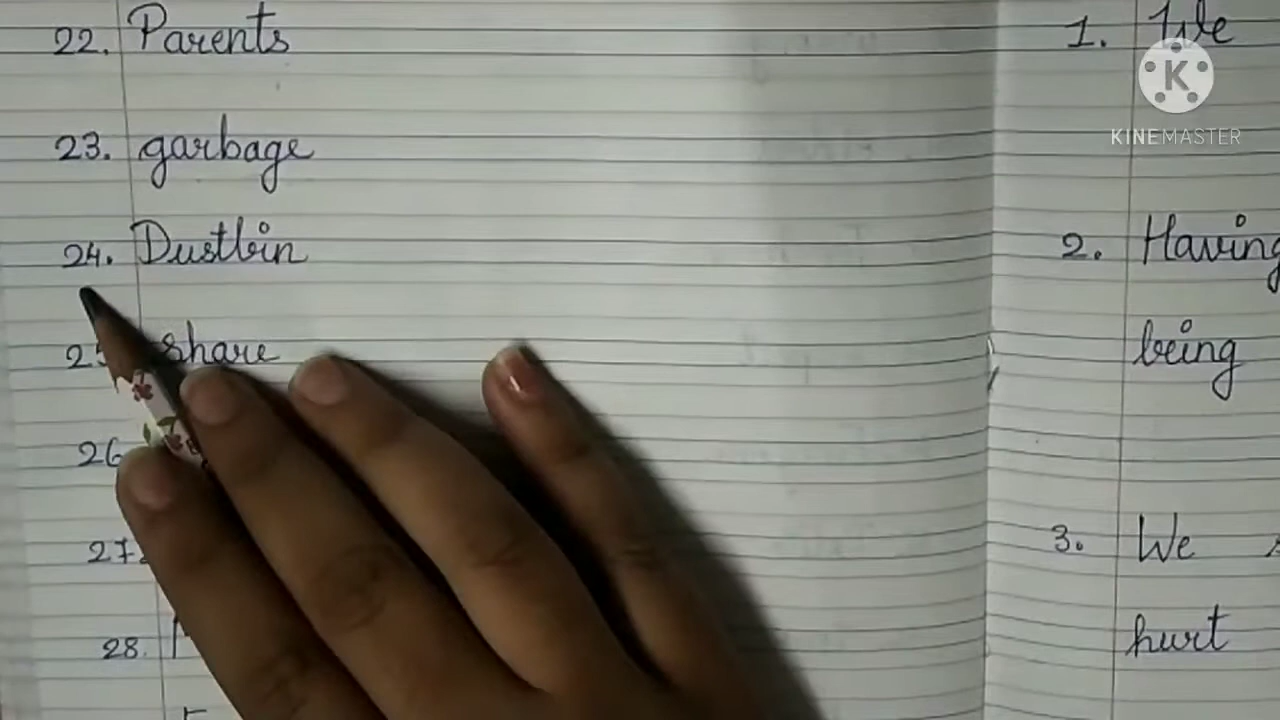 22. Parents
23. garbage
24. Dustbin
25 share
26
27.
28.
1. We
KINEMASTER
2. Having
being
3. We
hurt